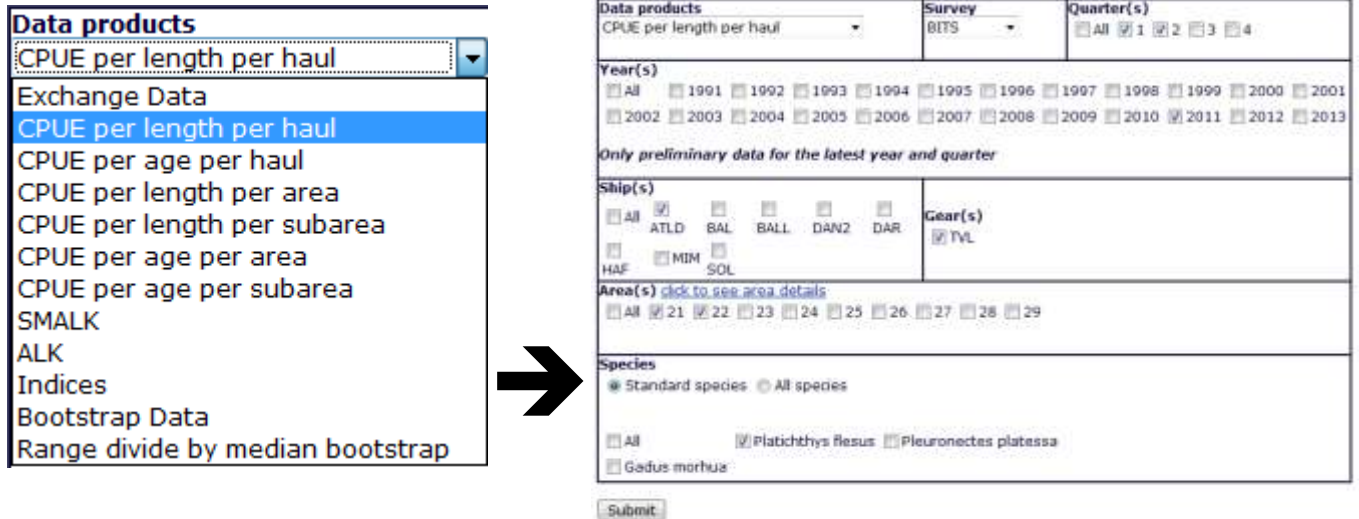 Data products
CPUE per length per haul
Exchange Data
CPUE per length per haul
CPUE per age per haul
CPUE per length per area
CPUE per length per subarea
CPUE per age per area
CPUE per age per subarea
SMALK
ALK
Indices
Bootstrap Data
Range divide by median bootstrap
Data products Survey Quarter(s)
CPUE per length per haul BITS All 1 2 3 4
Year(s)
All 1991 1992 1993 1994 1995 1996 1997 1998 1999 2000 2001
2002 2003 2004 2005 2006 2007 2008 2009 2010 2011 2012 2013
Only preliminary data for the latest year and quarter
Ship(s)
All ATLD BAL BALL DAN2 DAR
HAF MIM SOL
Gear(s)
TVL
Area(s) click to see area details
All 21 22 23 24 25 26 27 28 29
Species
Standard species All species
All Platichthys flesus Pleuronectes platessa
Gadus morhua
Submit